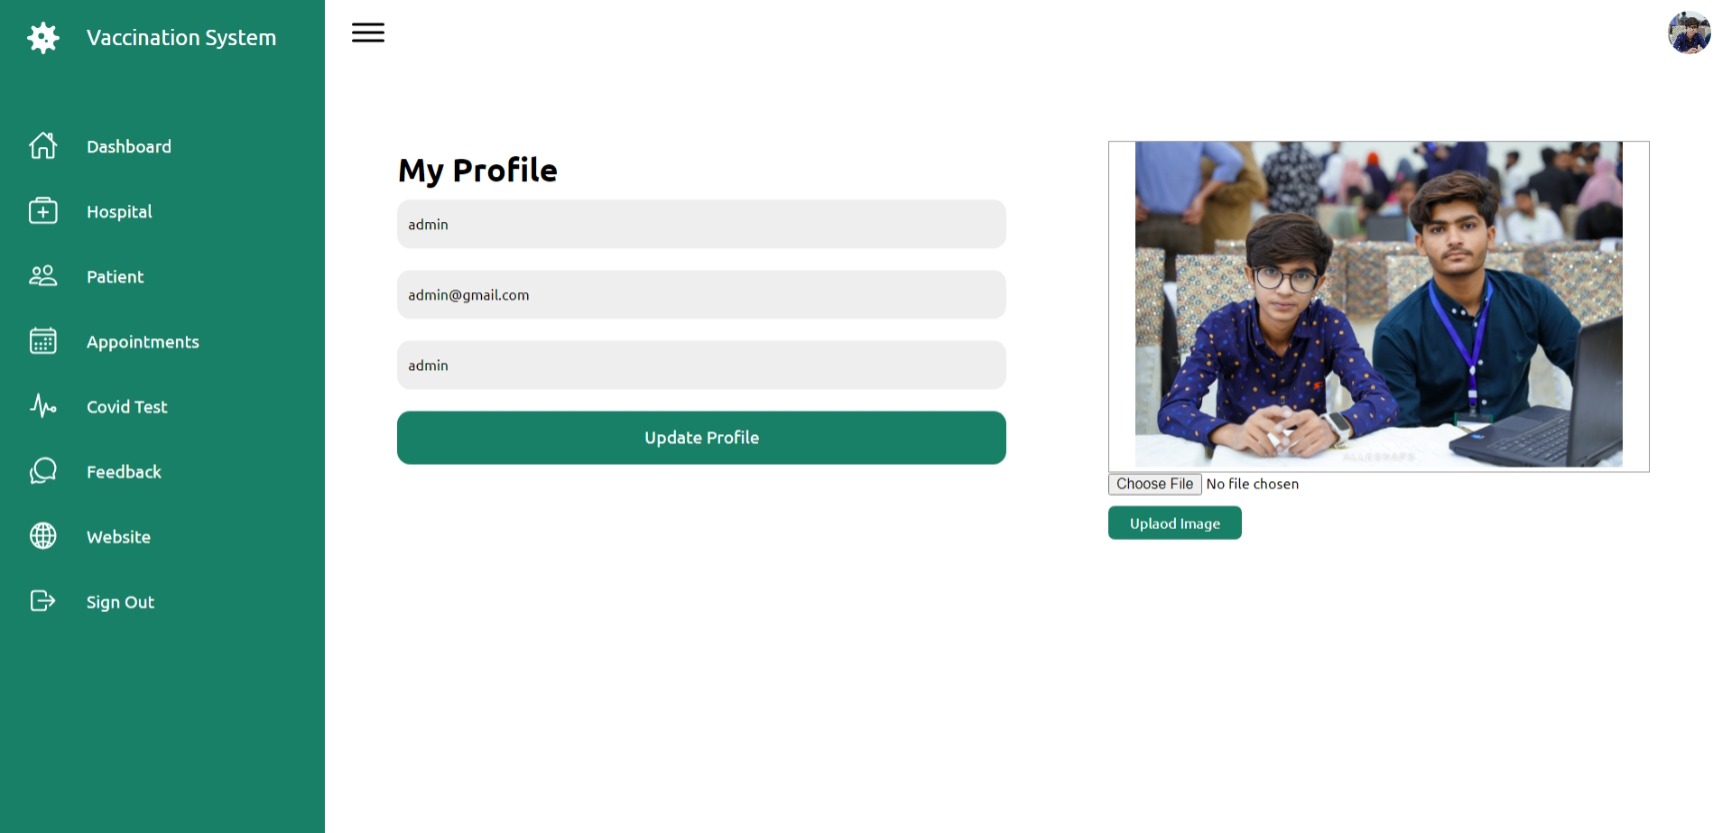 Vaccination System
Dashboard
Hospital
Patient
Appointments
Covid Test
Feedback
Website
Sign Out
My Profile
admin
admin@gmail.com
admin
Update Profile
ALLEGRAPS
Choose File No file chosen
Uplaod Image